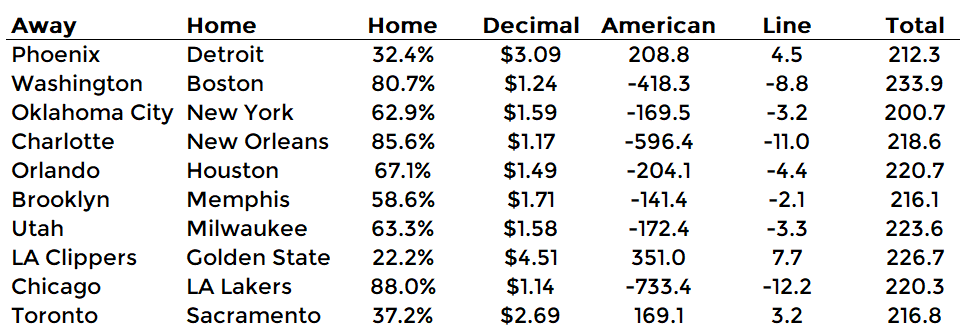 Away Home Home Decimal American Line Total
Phoenix Detroit 32.4% $3.09 208.8 4.5 212.3
Washington Boston 80.7% $1.24 -418.3 -8.8 233.9
Oklahoma City New York 62.9% $1.59 -169.5 -3.2 200.7
Charlotte New Orleans 85.6% $1.17 -596.4 -11.0 218.6
Orlando Houston 67.1% $1.49 -204.1 -4.4 220.7
Brooklyn Memphis 58.6% $1.71 -141.4 -2.1 216.1
Utah Milwaukee 63.3% $1.58 -172.4 -3.3 223.6
LA Clippers Golden State 22.2% $4.51 351.0 7.7 226.7
Chicago LA Lakers 88.0% $1.14 -733.4 -12.2 220.3
Toronto Sacramento 37.2% $2.69 169.1 3.2 216.8